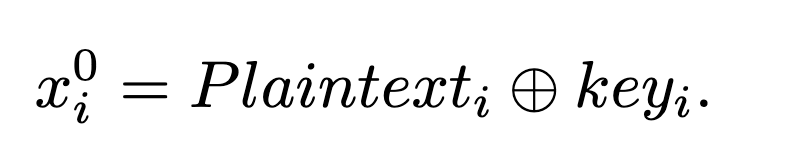 x_i^0 = Plaintext_i ⊕ key_i.